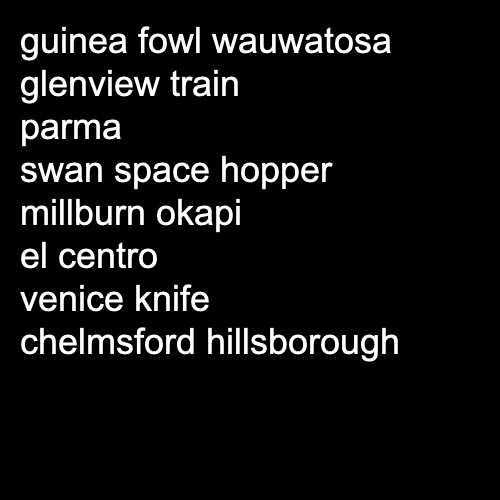 guinea fowl wauwatosa
glenview train
parma
swan space hopper
millburn okapi
el centro
venice knife
chelmsford hillsborough